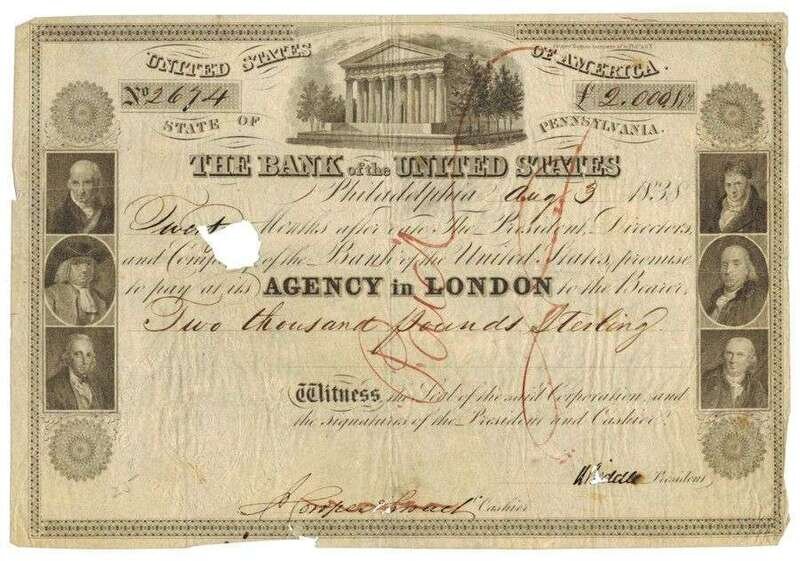 UNITED STATES OF AMERICA.
No 2674 £ 2.000 Stg
STATE OF PENNSYLVANIA.
THE BANK of the UNITED STATES
Philadelphia Aug 3 1838
Months after date The President, Directors,
and Company of the Bank of the United States, promise
to pay at its AGENCY in LONDON to the Bearer,
Two thousand pounds Sterling
Paid
Witness the Seal of the said Corporation, and
the signatures of the President and Cashier.
President
Cashier